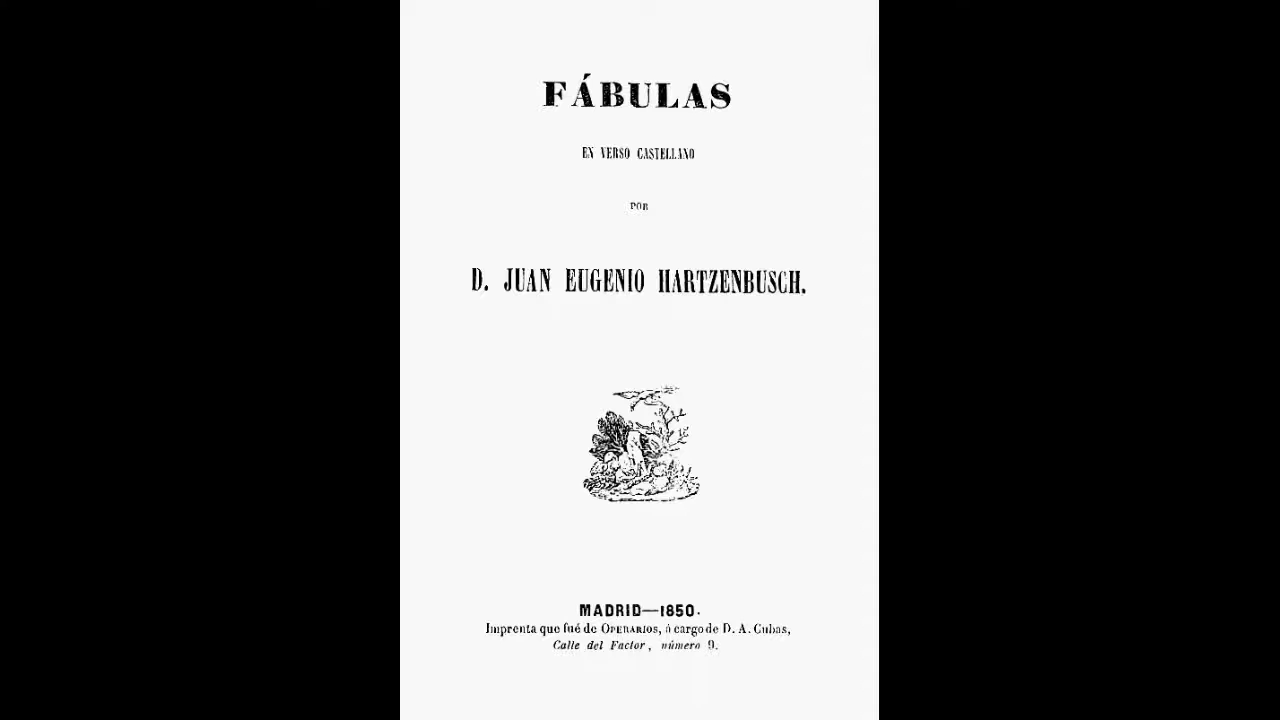 FÁBULAS
EN VERSO CASTELLANO
POR
D. JUAN EUGENIO HARTZENBUSCH.
MADRID—1850.
Imprenta que fué de OPERARIOS, á cargo de D. A. Cubas,
Calle del Factor, número 9.